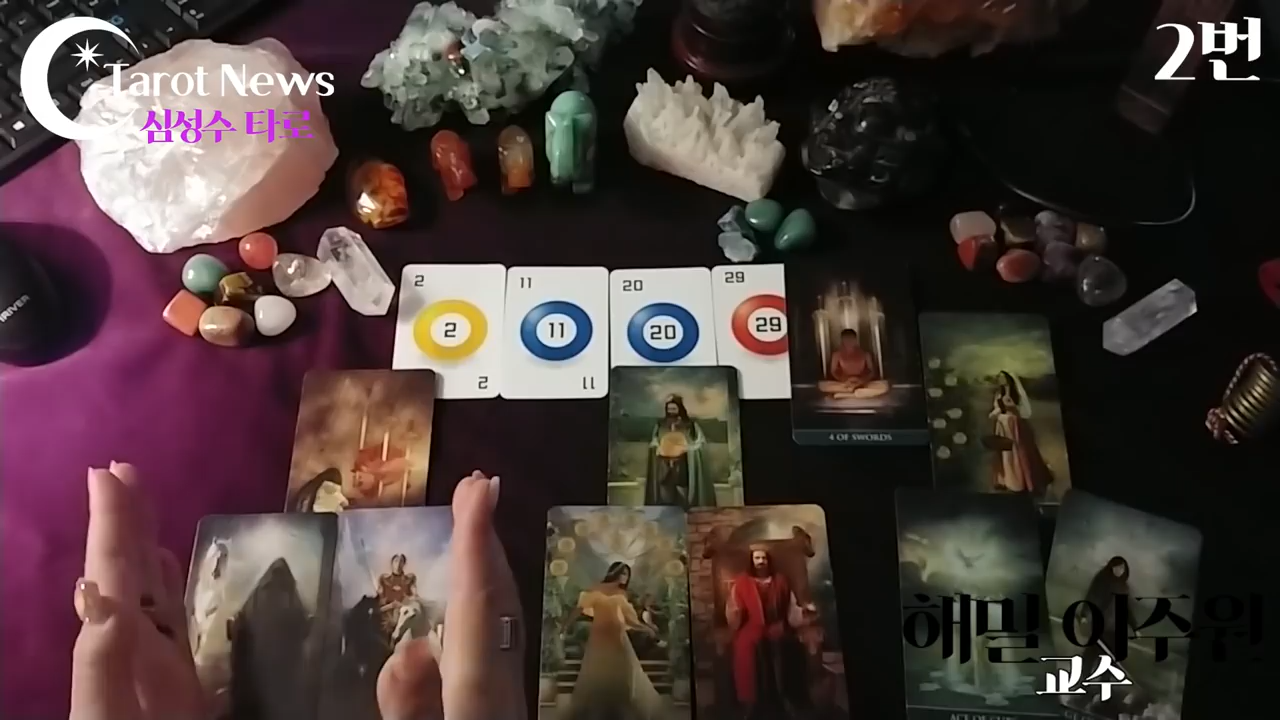 Tarot News
심성수 타로
2번
iRIVER
2 11 20 29
2 11 20 29
2 11
4 OF SWORDS
해밀 이주원
교수